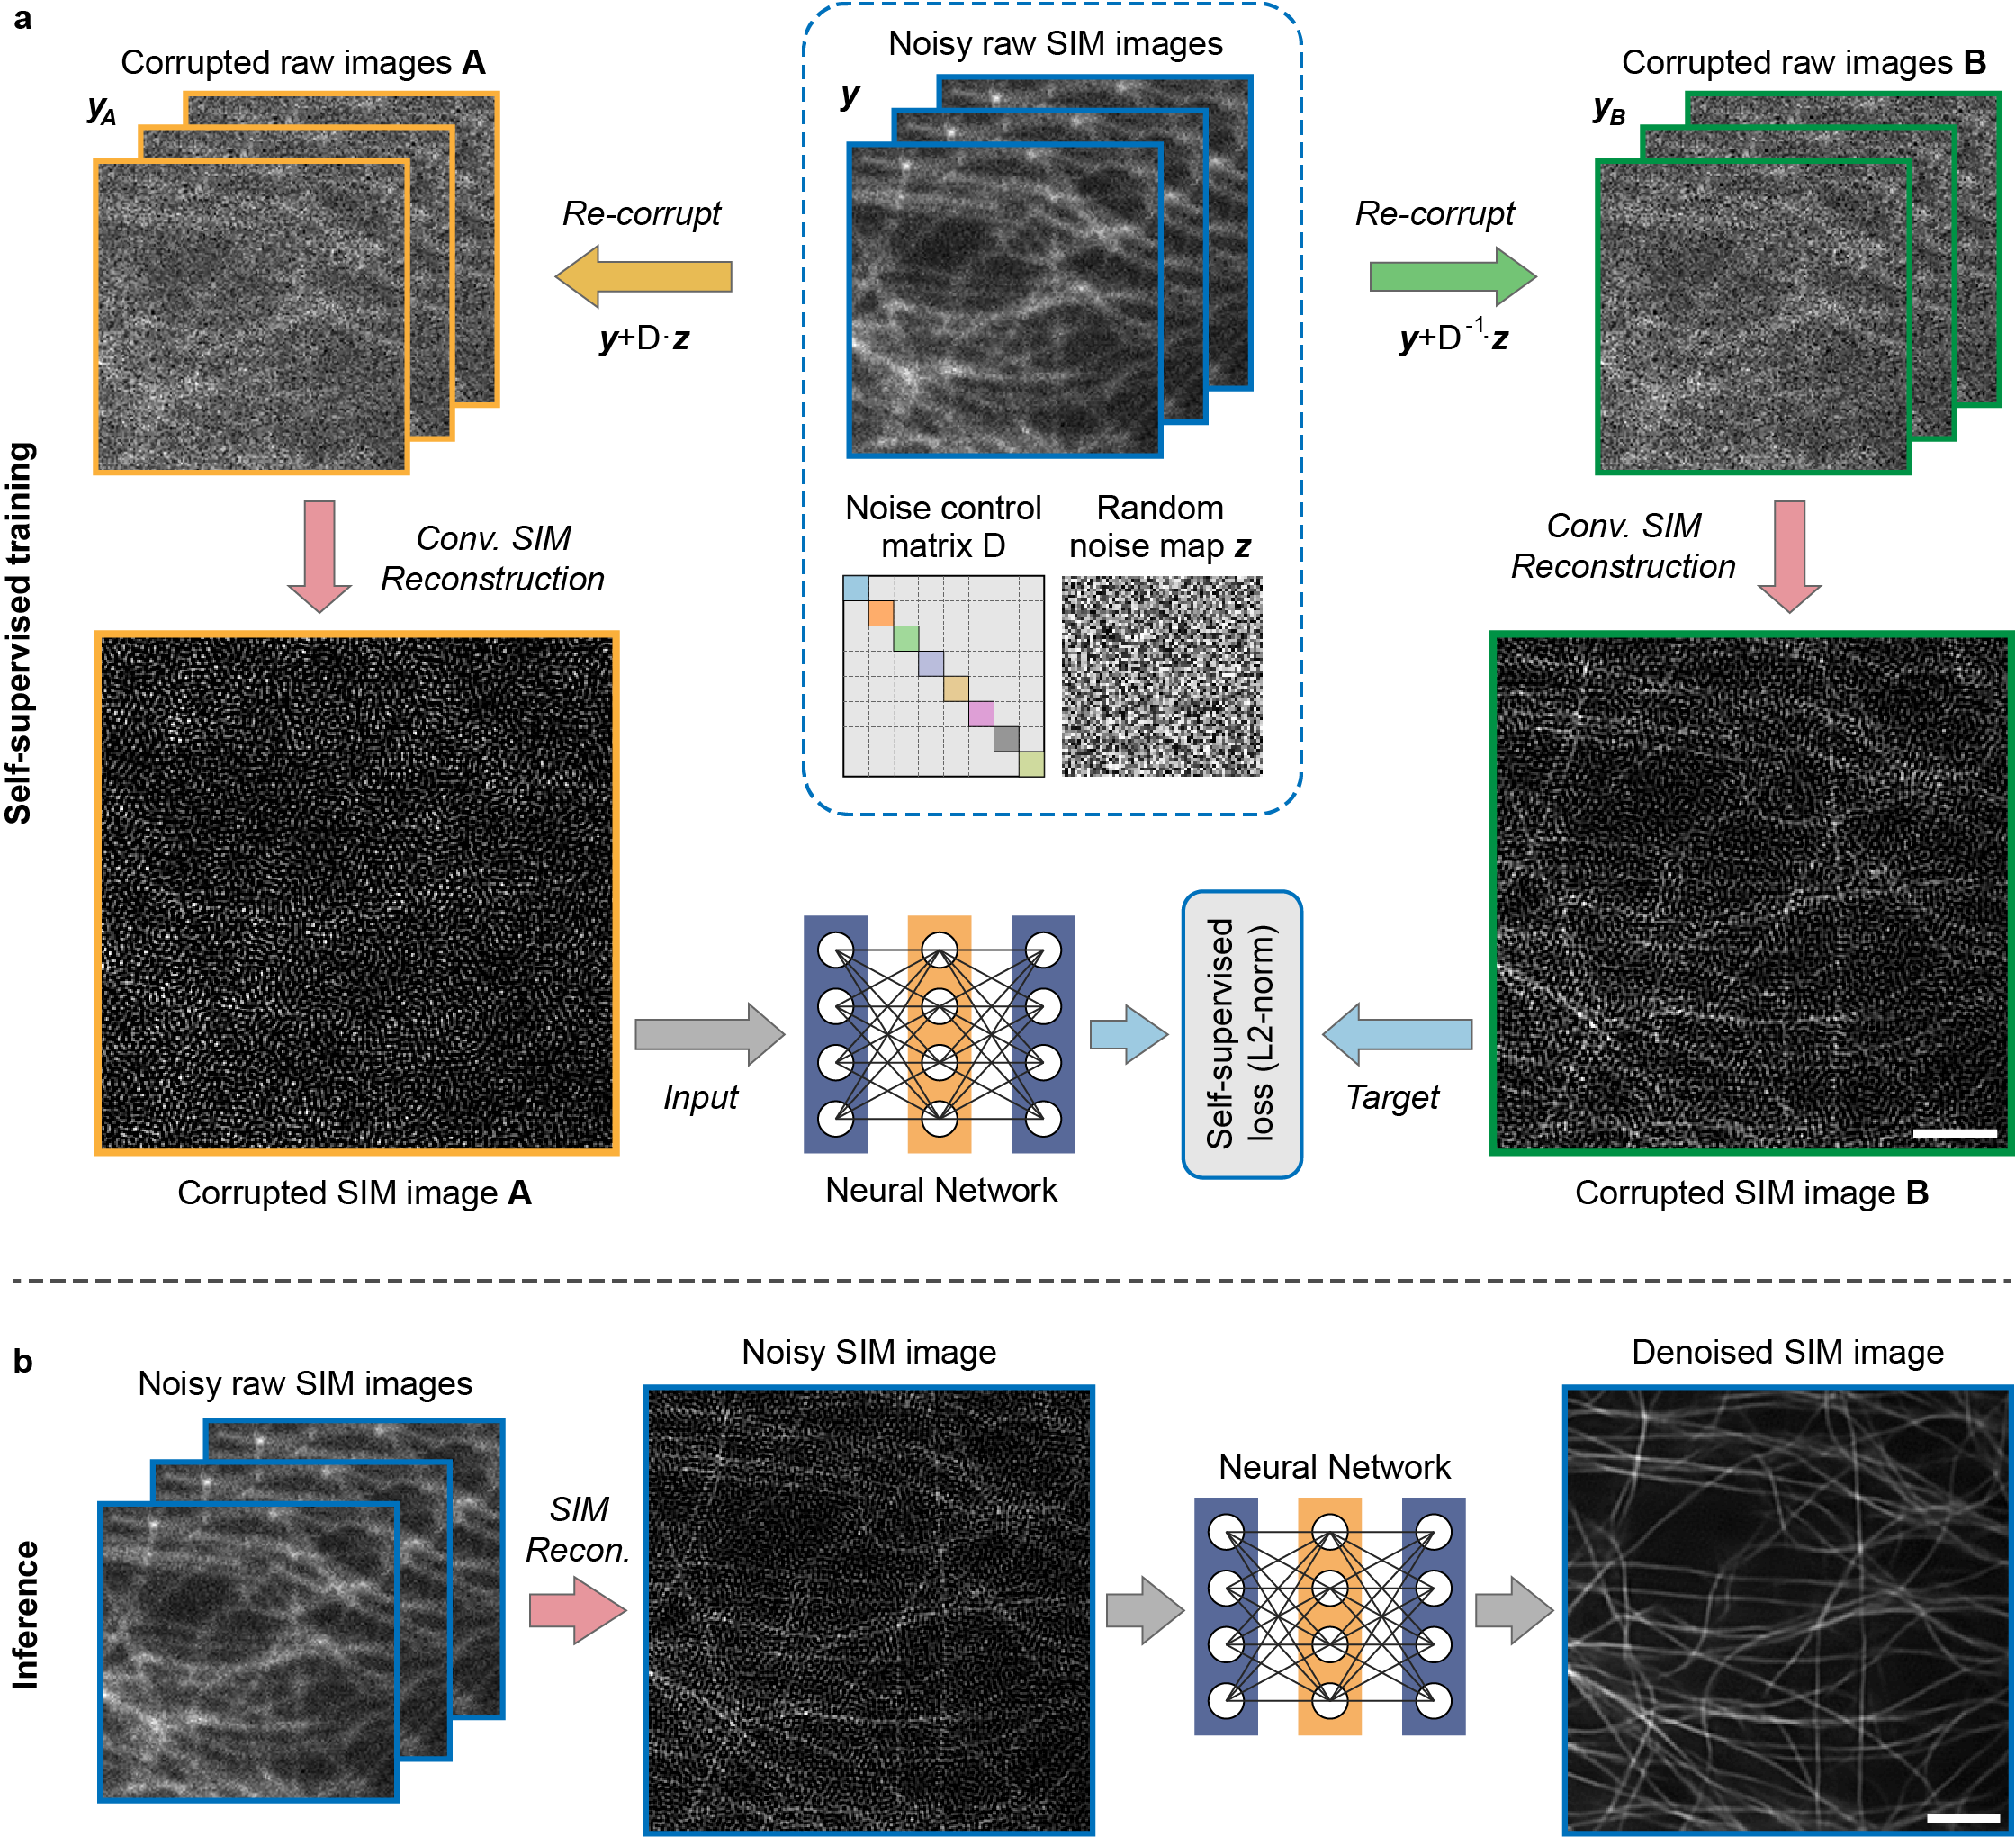 a
Corrupted raw images A
Noisy raw SIM images
Corrupted raw images B
yA
y
yB
Re-corrupt
Re-corrupt
y+D·z
y+D⁻¹·z
Noise control
matrix D
Random
noise map z
Conv. SIM
Reconstruction
Conv. SIM
Reconstruction
Self-supervised training
Input
Self-supervised
loss (L2-norm)
Target
Corrupted SIM image A
Neural Network
Corrupted SIM image B
b
Noisy raw SIM images
Noisy SIM image
Denoised SIM image
Neural Network
SIM
Recon.
Inference